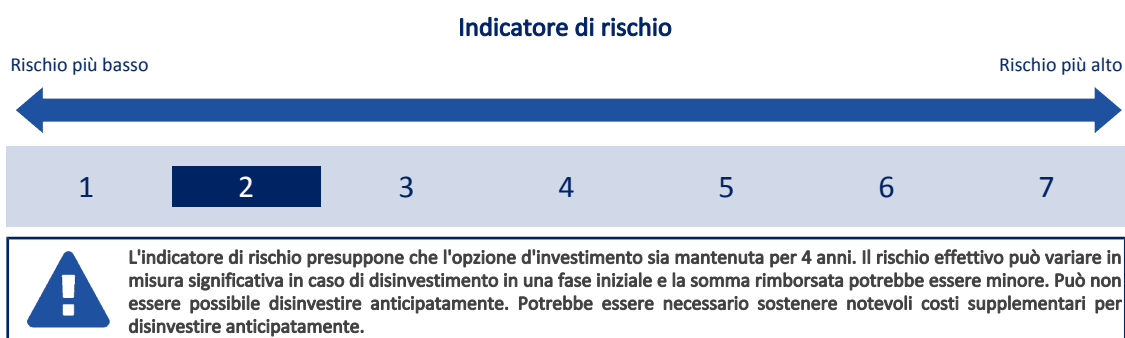 Indicatore di rischio
Rischio più basso
Rischio più alto
1 2 3 4 5 6 7
L'indicatore di rischio presuppone che l'opzione d'investimento sia mantenuta per 4 anni. Il rischio effettivo può variare in
misura significativa in caso di disinvestimento in una fase iniziale e la somma rimborsata potrebbe essere minore. Può non
essere possibile disinvestire anticipatamente. Potrebbe essere necessario sostenere notevoli costi supplementari per
disinvestire anticipatamente.